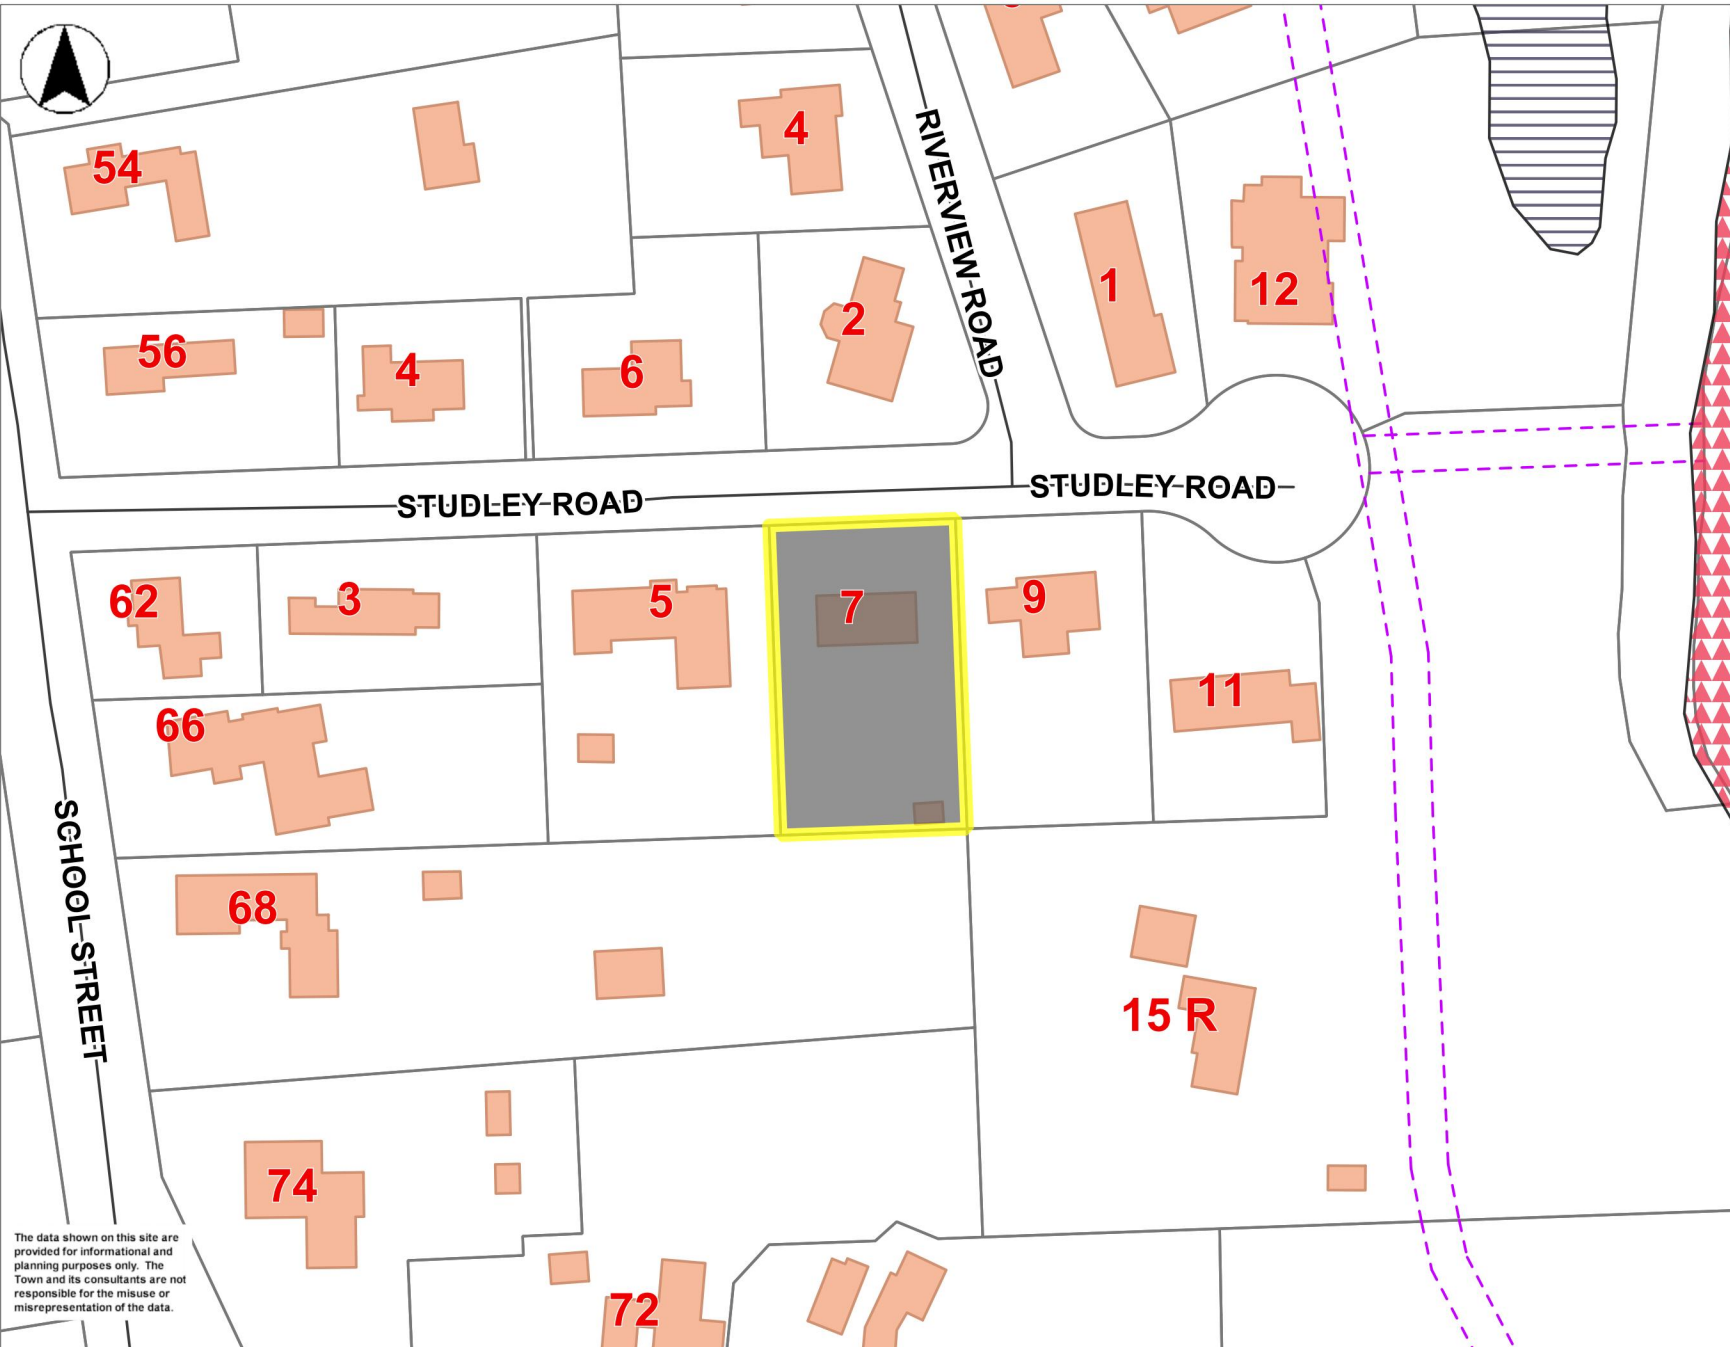 54
4
RIVERVIEW ROAD
1
12
56
4
6
2
STUDLEY ROAD
STUDLEY ROAD
62
3
5
7
9
11
66
SCHOOL STREET
68
15 R
74
72
The data shown on this site are
provided for informational and
planning purposes only. The
Town and its consultants are not
responsible for the misuse or
misrepresentation of the data.